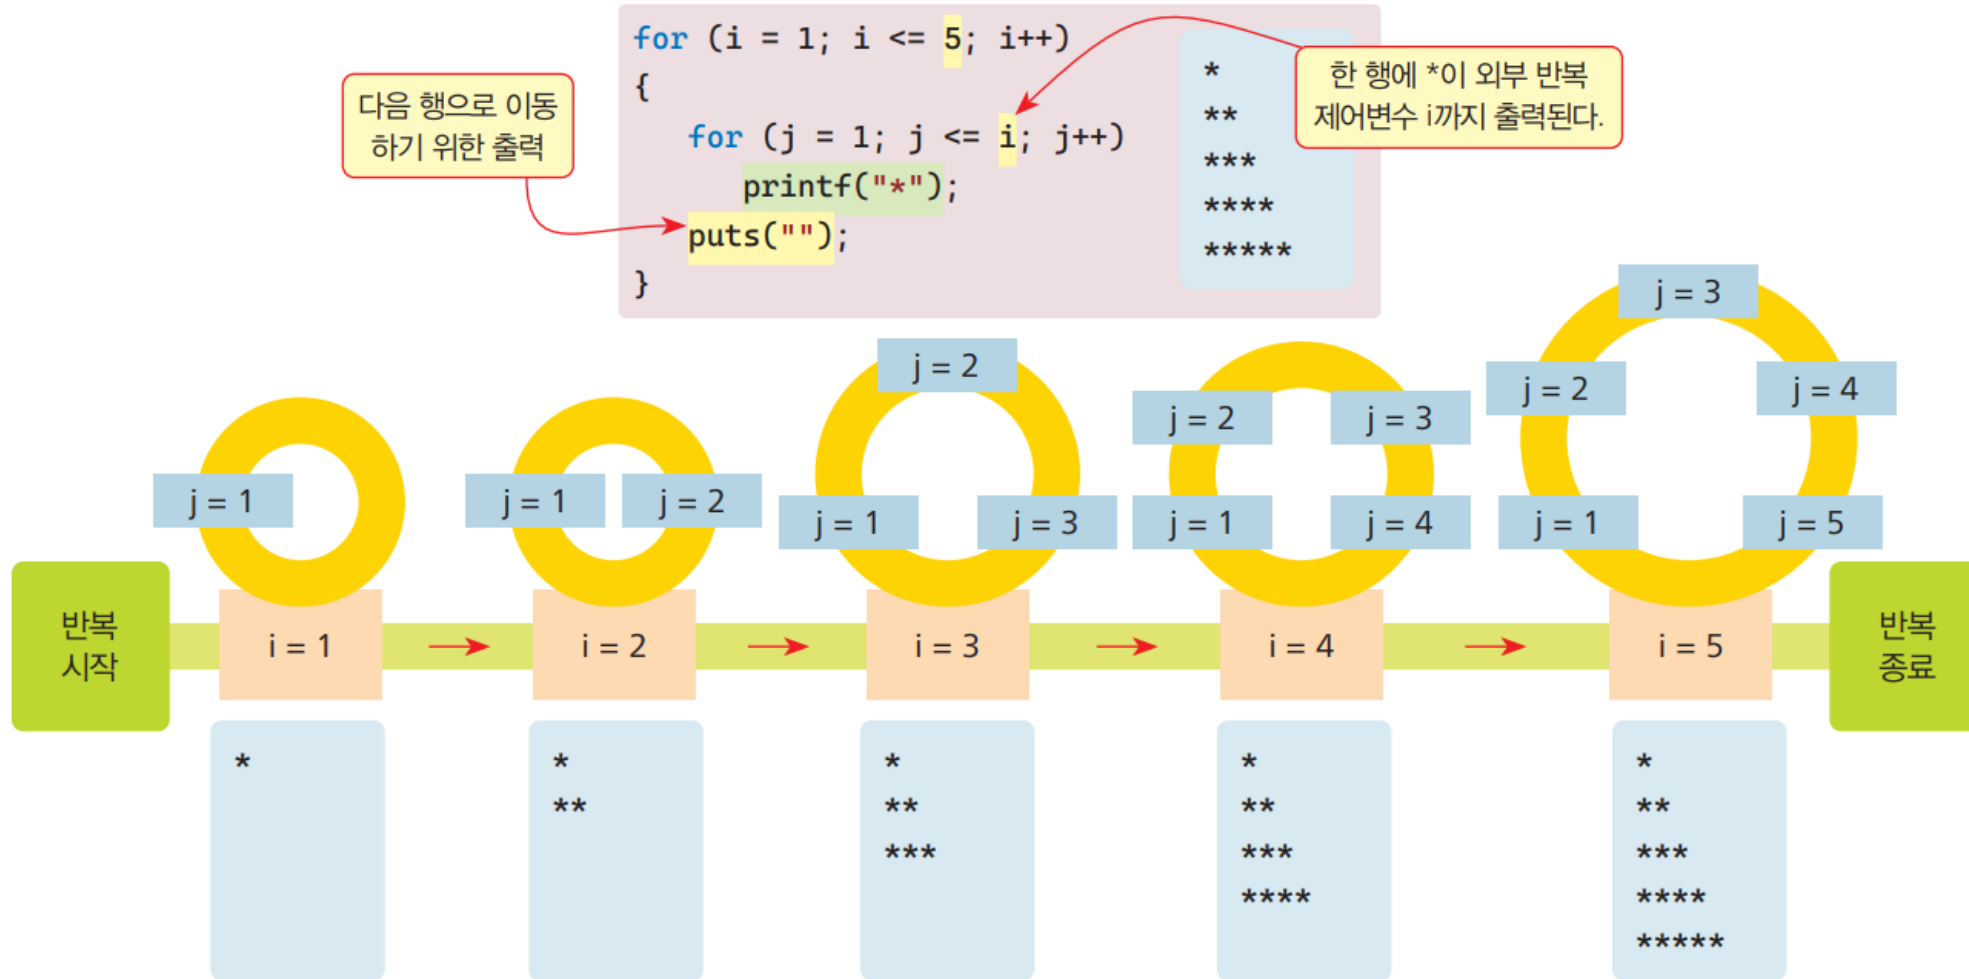 for (i = 1; i <= 5; i++)
{
for (j = 1; j <= i; j++)
printf("*");
puts("");
}
다음 행으로 이동
하기 위한 출력
*
**
***
****
*****
한 행에 *이 외부 반복
제어변수 i까지 출력된다.
j = 1
j = 1
j = 2
j = 2
j = 1
j = 3
j = 2
j = 3
j = 1
j = 4
j = 3
j = 2
j = 4
j = 1
j = 5
반복
시작
i = 1
i = 2
i = 3
i = 4
i = 5
반복
종료
*
*
**
*
**
***
*
**
***
****
*
**
***
****
*****